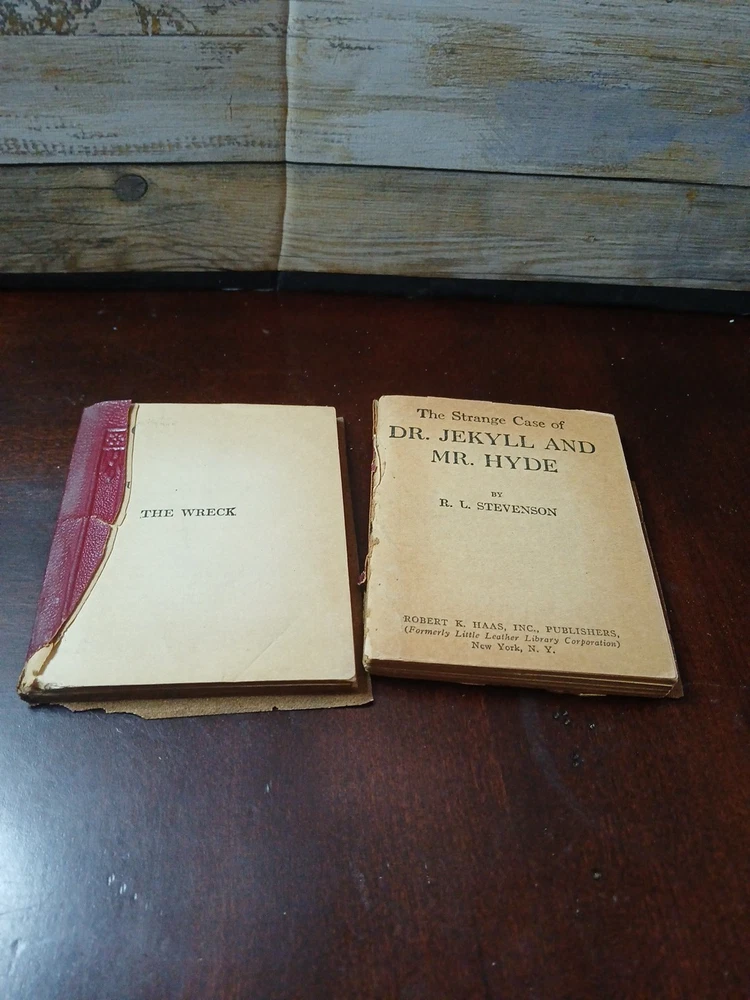 THE WRECK
The Strange Case of
DR. JEKYLL AND
MR. HYDE
BY
R. L. STEVENSON
ROBERT K. HAAS, INC., PUBLISHERS,
(Formerly Little Leather Library Corporation)
New York, N. Y.